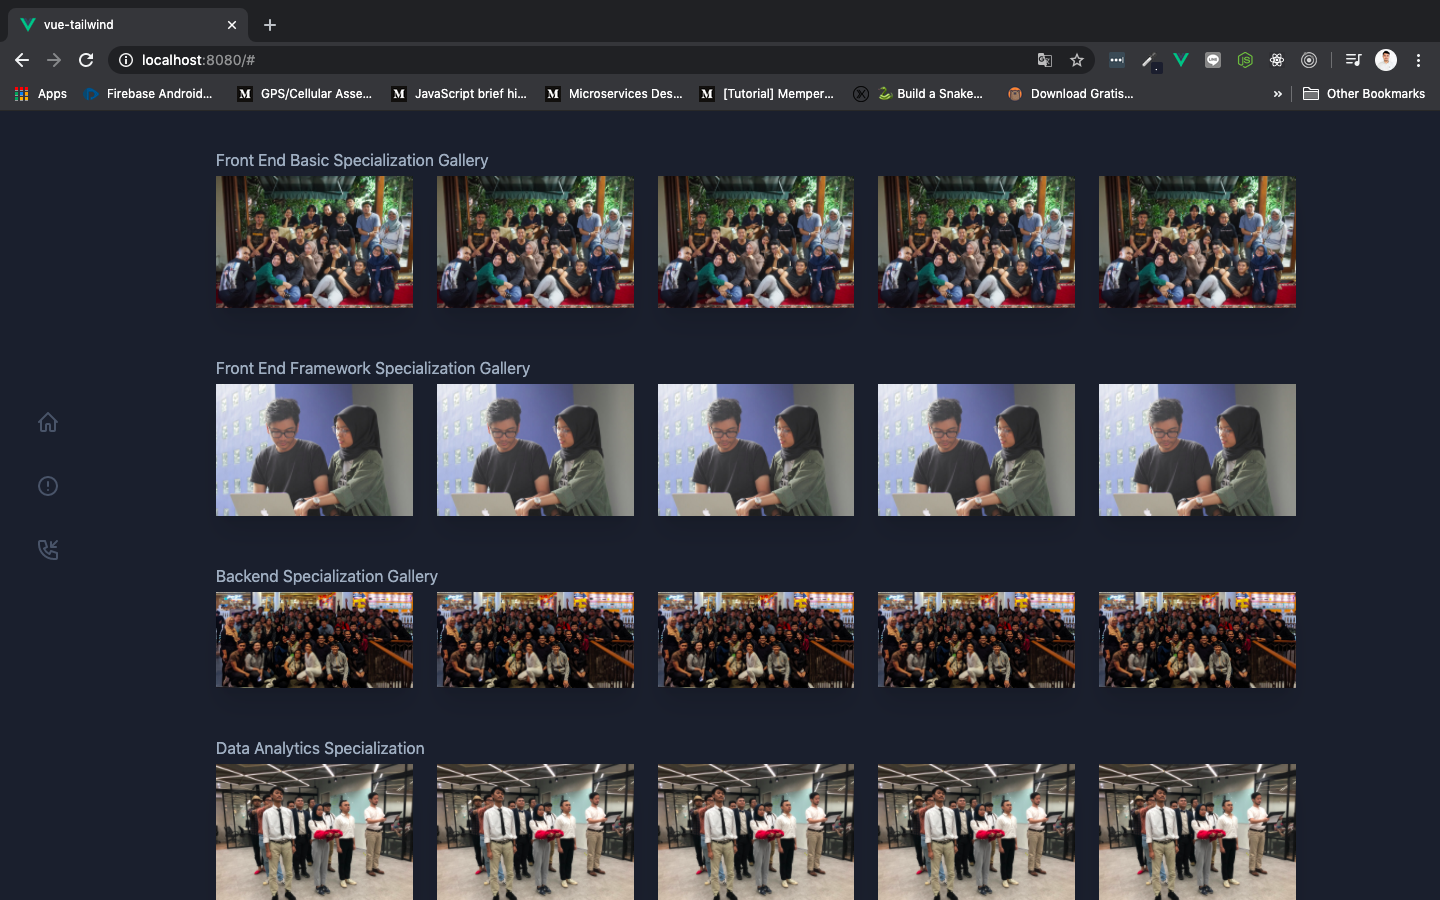 vue-tailwind
localhost:8080/#
Apps
Firebase Android...
GPS/Cellular Asse...
JavaScript brief hi...
Microservices Des...
[Tutorial] Memper...
Build a Snake...
Download Gratis...
»
Other Bookmarks
Front End Basic Specialization Gallery
Front End Framework Specialization Gallery
Backend Specialization Gallery
Data Analytics Specialization